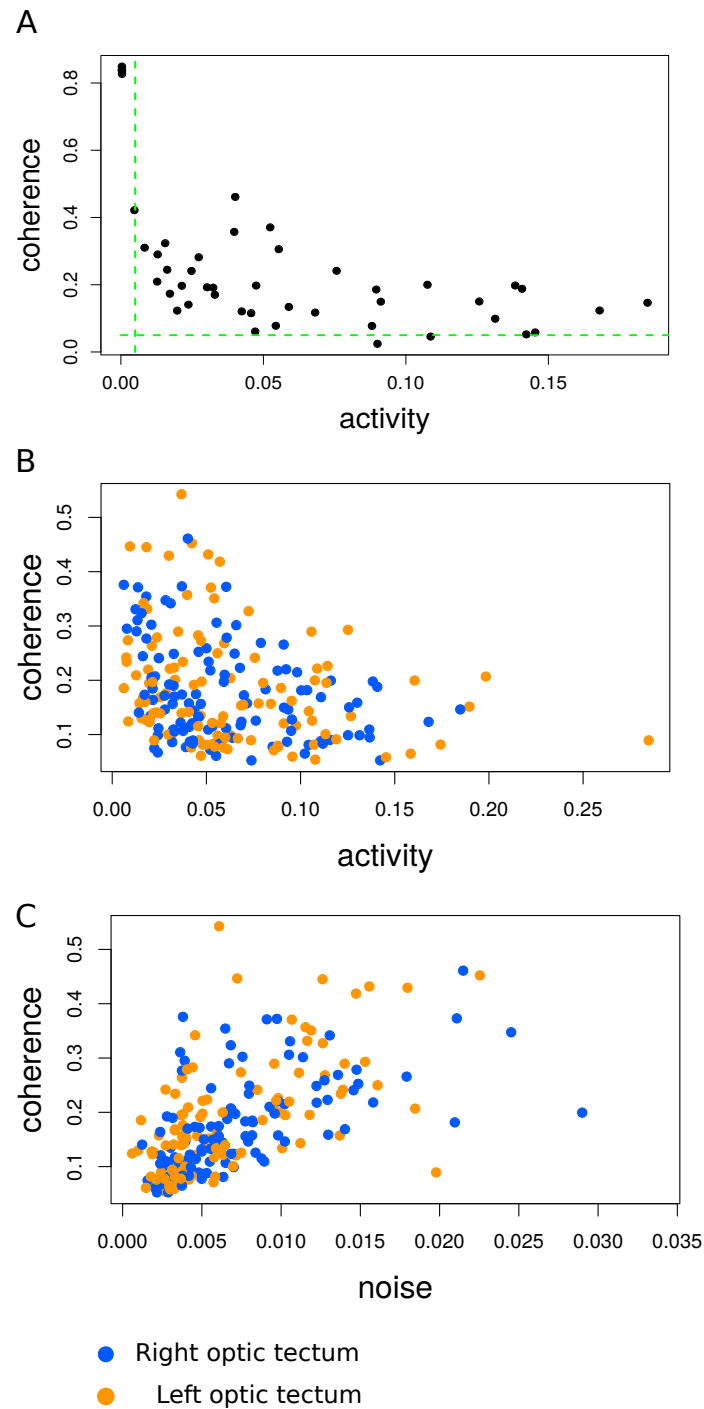 A
coherence
0.0 0.2 0.4 0.6 0.8
0.00 0.05 0.10 0.15
activity
B
coherence
0.1 0.2 0.3 0.4 0.5
0.00 0.05 0.10 0.15 0.20 0.25
activity
C
coherence
0.1 0.2 0.3 0.4 0.5
0.000 0.005 0.010 0.015 0.020 0.025 0.030 0.035
noise
Right optic tectum
Left optic tectum